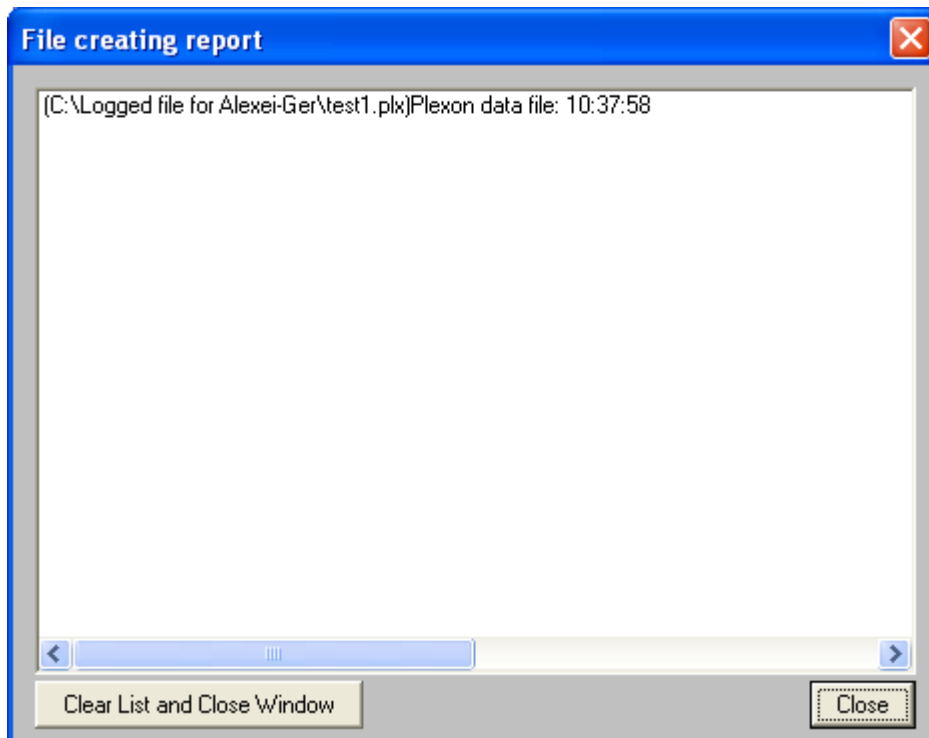 File creating report
(C:\Logged file for Alexei-Ger\test1.plx)Plexon data file: 10:37:58
Clear List and Close Window
Close